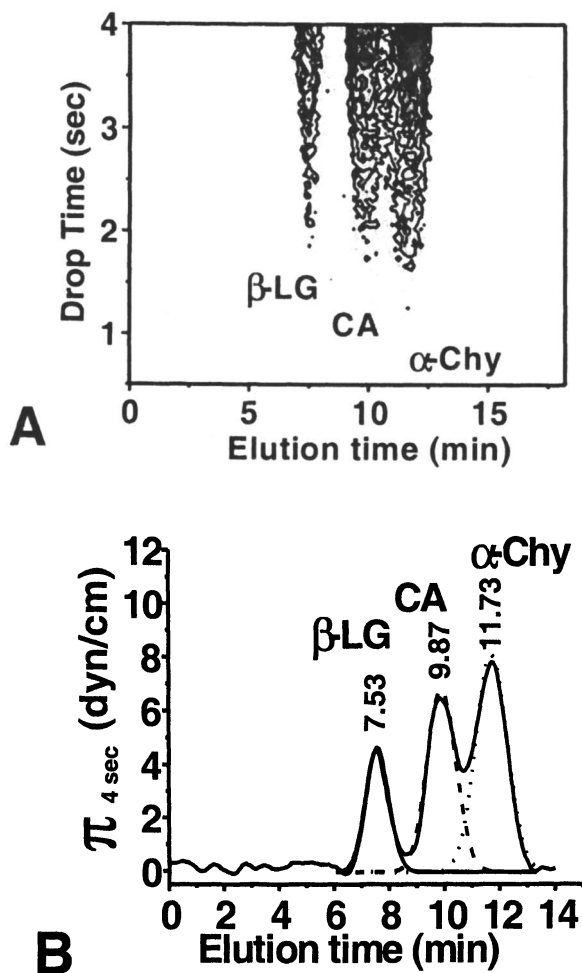 4
3
2
1
Drop Time (sec)
β-LG
CA
α-Chy
0 5 10 15
Elution time (min)
A
12
10
8
6
4
2
0
π 4 sec (dyn/cm)
α-Chy
CA
β-LG
7.53
9.87
11.73
0 2 4 6 8 10 12 14
Elution time (min)
B